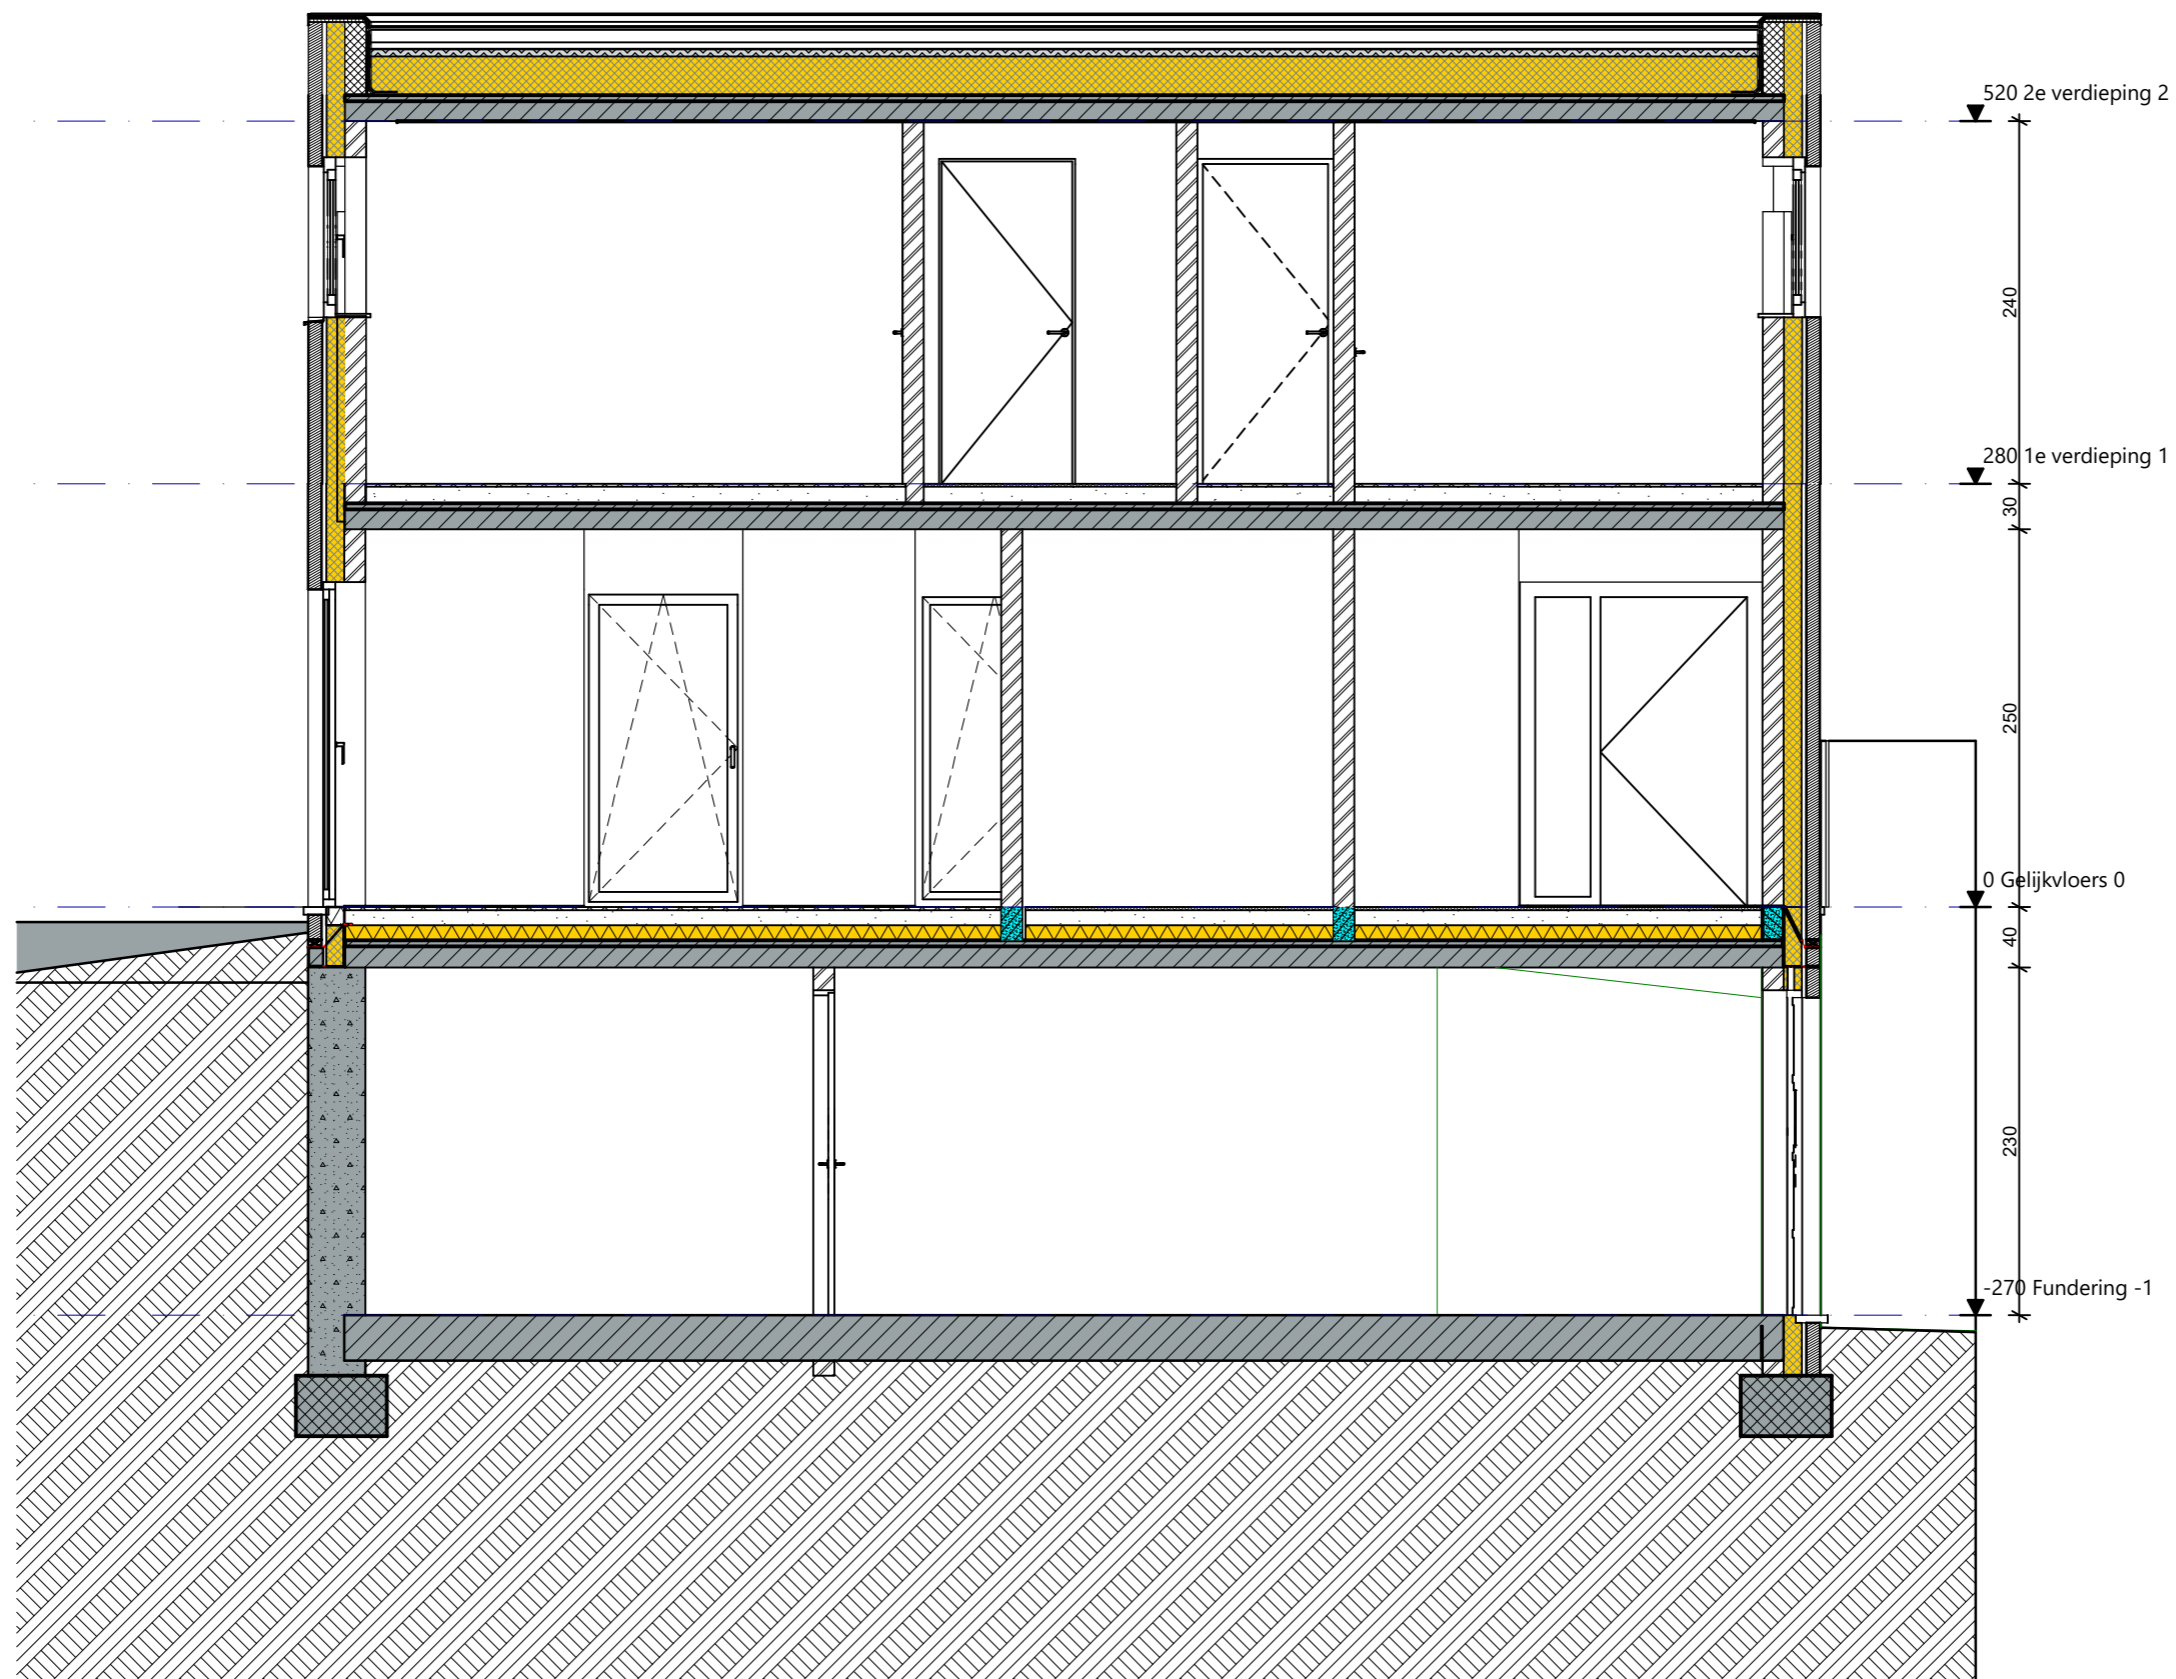 520 2e verdieping 2
240
280 1e verdieping 1
30
250
0 Gelijkvloers 0
40
230
-270 Fundering -1